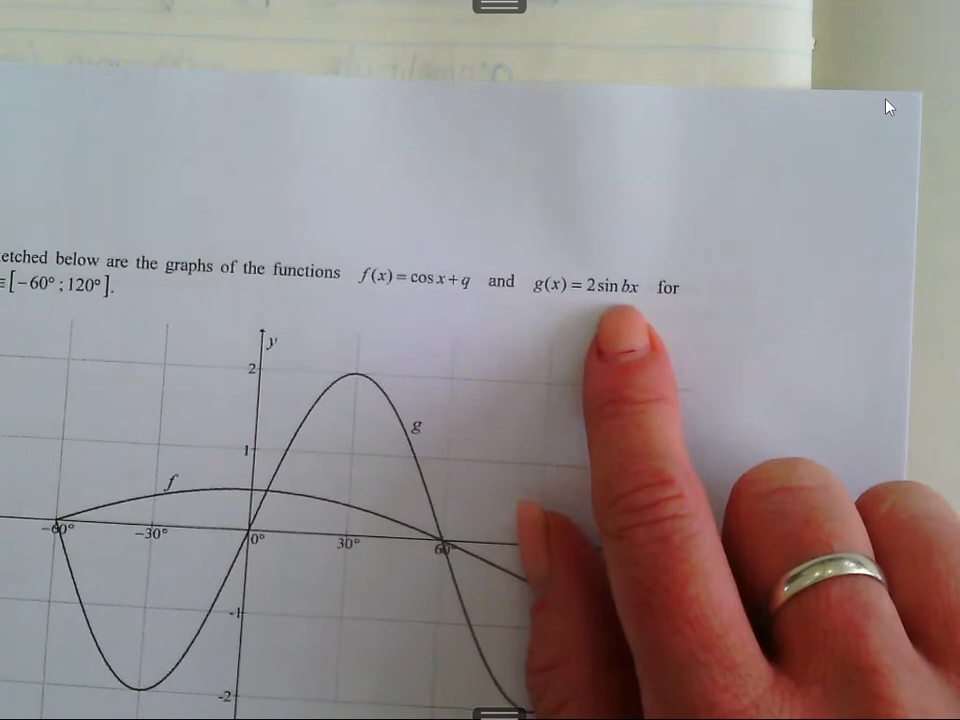 etched below are the graphs of the functions f(x) = cos x + q and g(x) = 2 sin bx for
[−60° ; 120°].
y
2
1
g
f
−60° −30° 0° 30° 60°
-1
-2